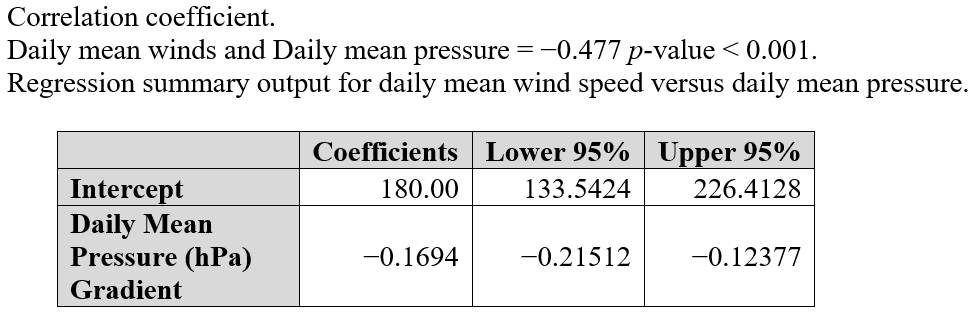 Correlation coefficient.
Daily mean winds and Daily mean pressure = −0.477 p-value < 0.001.
Regression summary output for daily mean wind speed versus daily mean pressure.
Coefficients Lower 95% Upper 95%
Intercept 180.00 133.5424 226.4128
Daily Mean
Pressure (hPa) −0.1694 −0.21512 −0.12377
Gradient